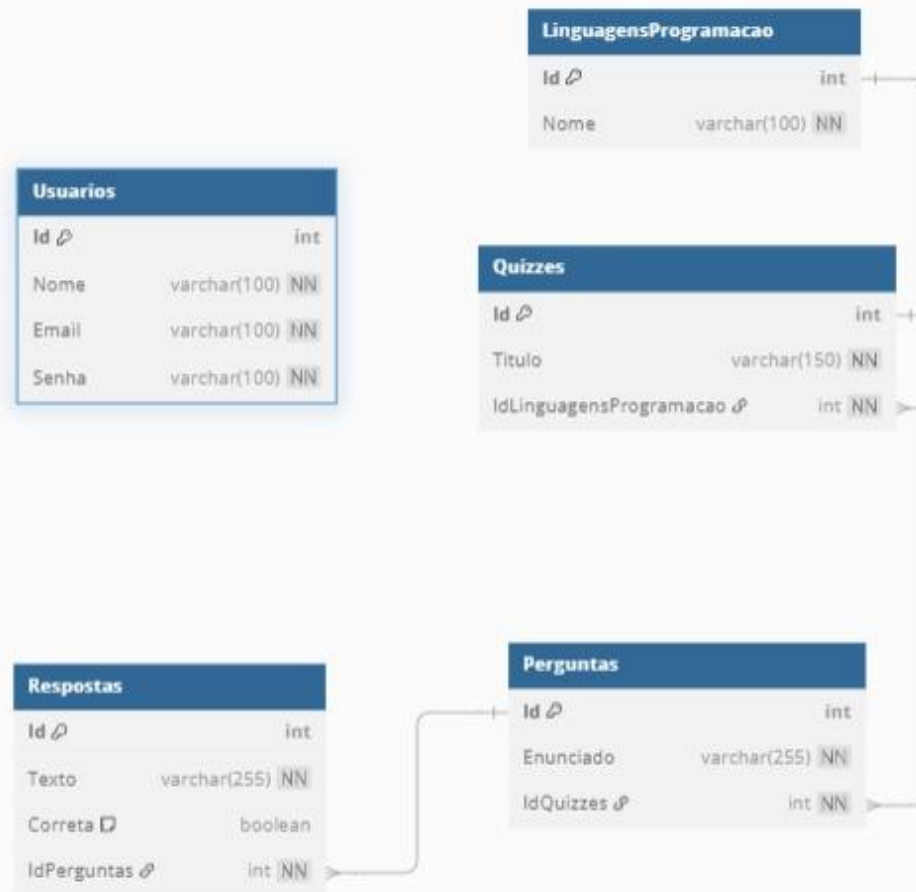 LinguagensProgramacao
Id int
Nome varchar(100) NN
Usuarios
Id int
Nome varchar(100) NN
Email varchar(100) NN
Senha varchar(100) NN
Quizzes
Id int
Titulo varchar(150) NN
IdLinguagensProgramacao int NN
Respostas
Id int
Texto varchar(255) NN
Correta boolean
IdPerguntas int NN
Perguntas
Id int
Enunciado varchar(255) NN
IdQuizzes int NN